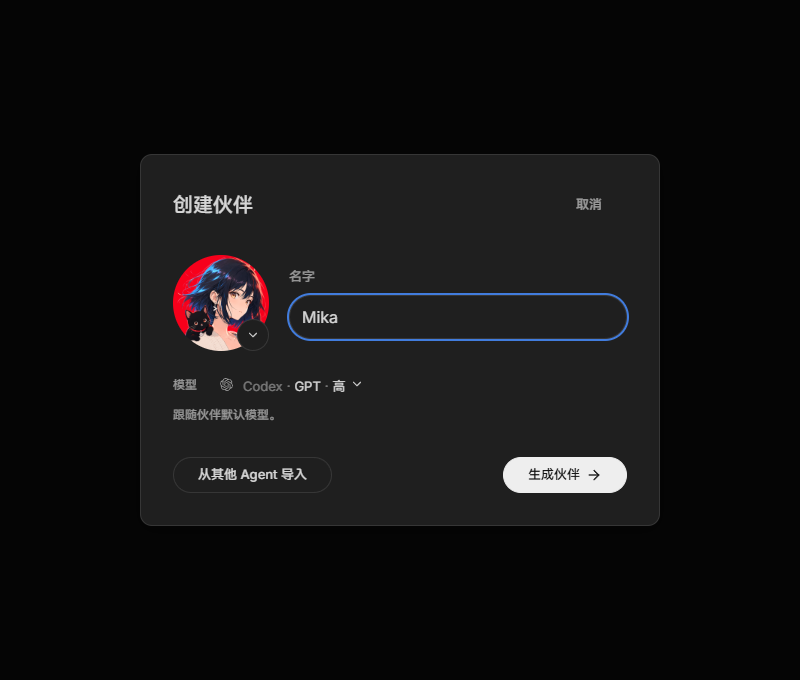 创建伙伴
取消
名字
Mika
模型 Codex · GPT · 高
跟随伙伴默认模型。
从其他 Agent 导入
生成伙伴 →